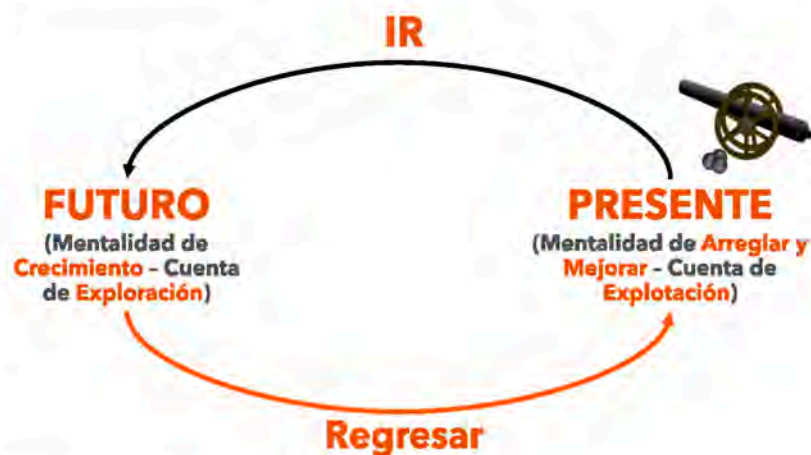 IR
FUTURO
(Mentalidad de
Crecimiento – Cuenta
de Exploración)
PRESENTE
(Mentalidad de Arreglar y
Mejorar – Cuenta de
Explotación)
Regresar